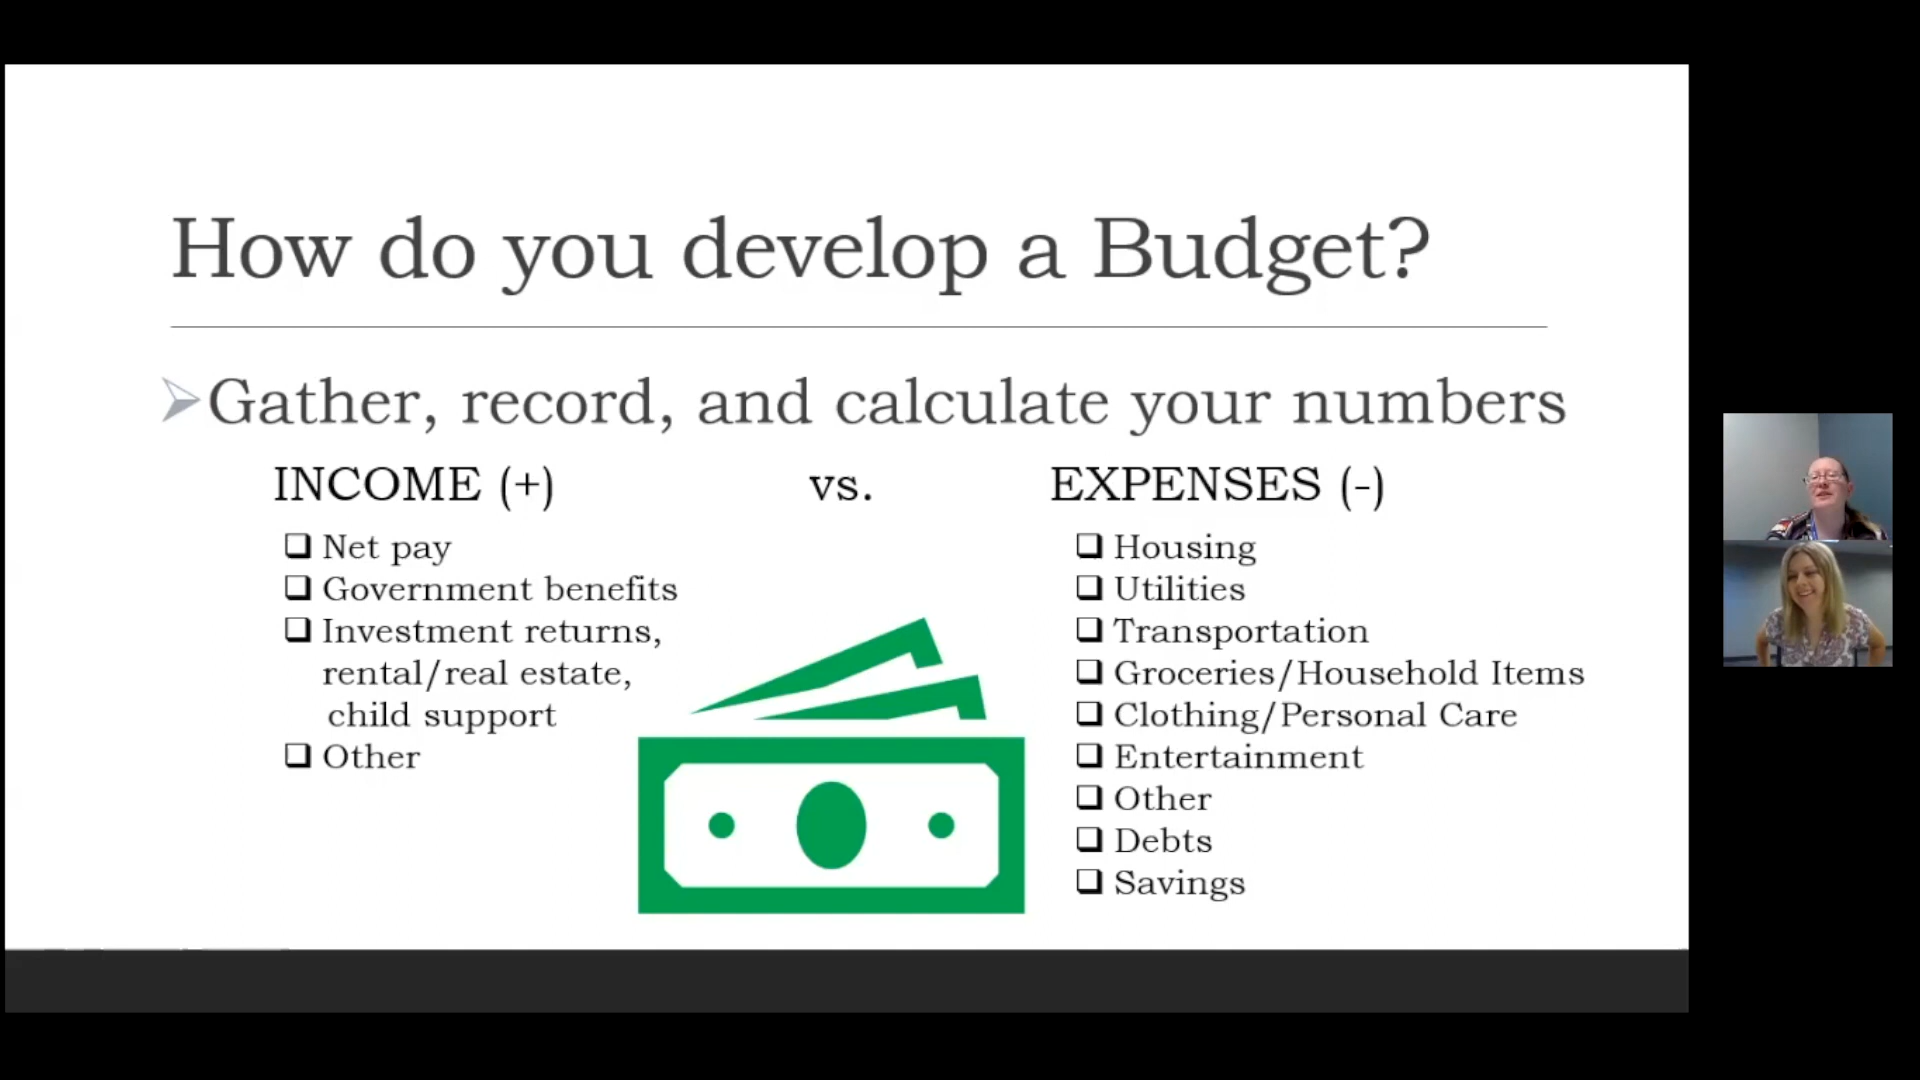 How do you develop a Budget?
Gather, record, and calculate your numbers
INCOME (+) vs. EXPENSES (-)
Net pay
Government benefits
Investment returns,
rental/real estate,
child support
Other
Housing
Utilities
Transportation
Groceries/Household Items
Clothing/Personal Care
Entertainment
Other
Debts
Savings